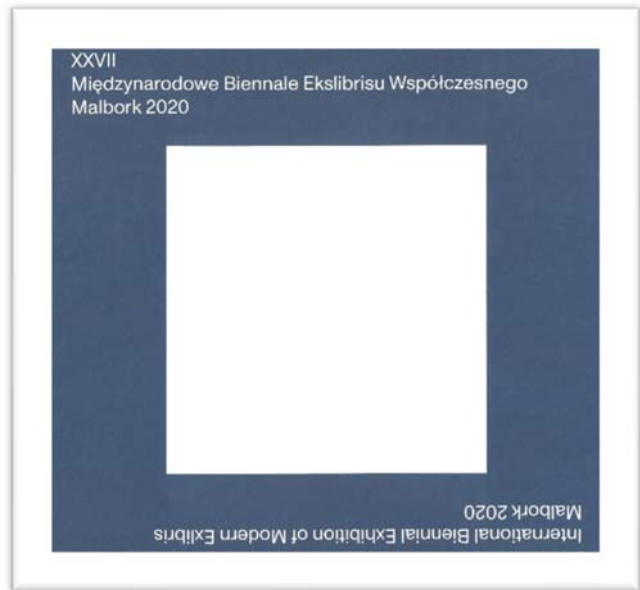 XXVII
Międzynarodowe Biennale Ekslibrisu Współczesnego
Malbork 2020
International Biennial Exhibition of Modern Exlibris
Malbork 2020